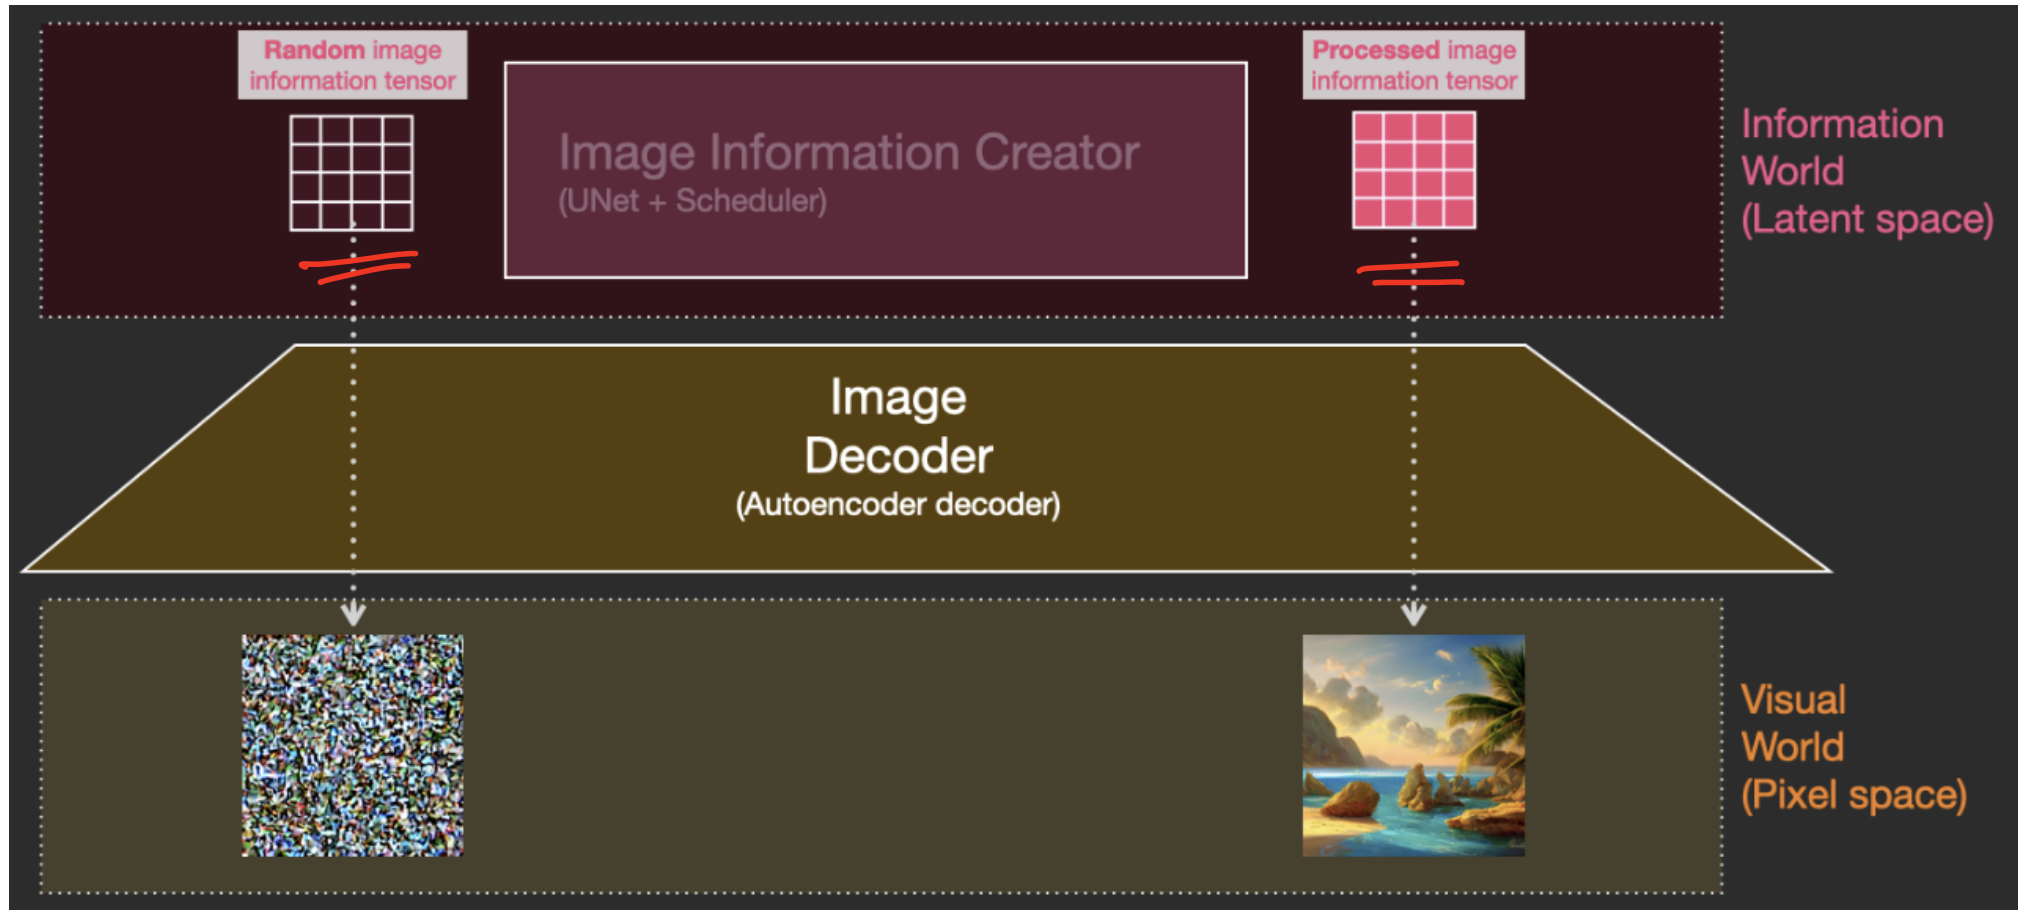 Random image
information tensor
Image Information Creator
(UNet + Scheduler)
Processed image
information tensor
Information
World
(Latent space)
Image
Decoder
(Autoencoder decoder)
Visual
World
(Pixel space)